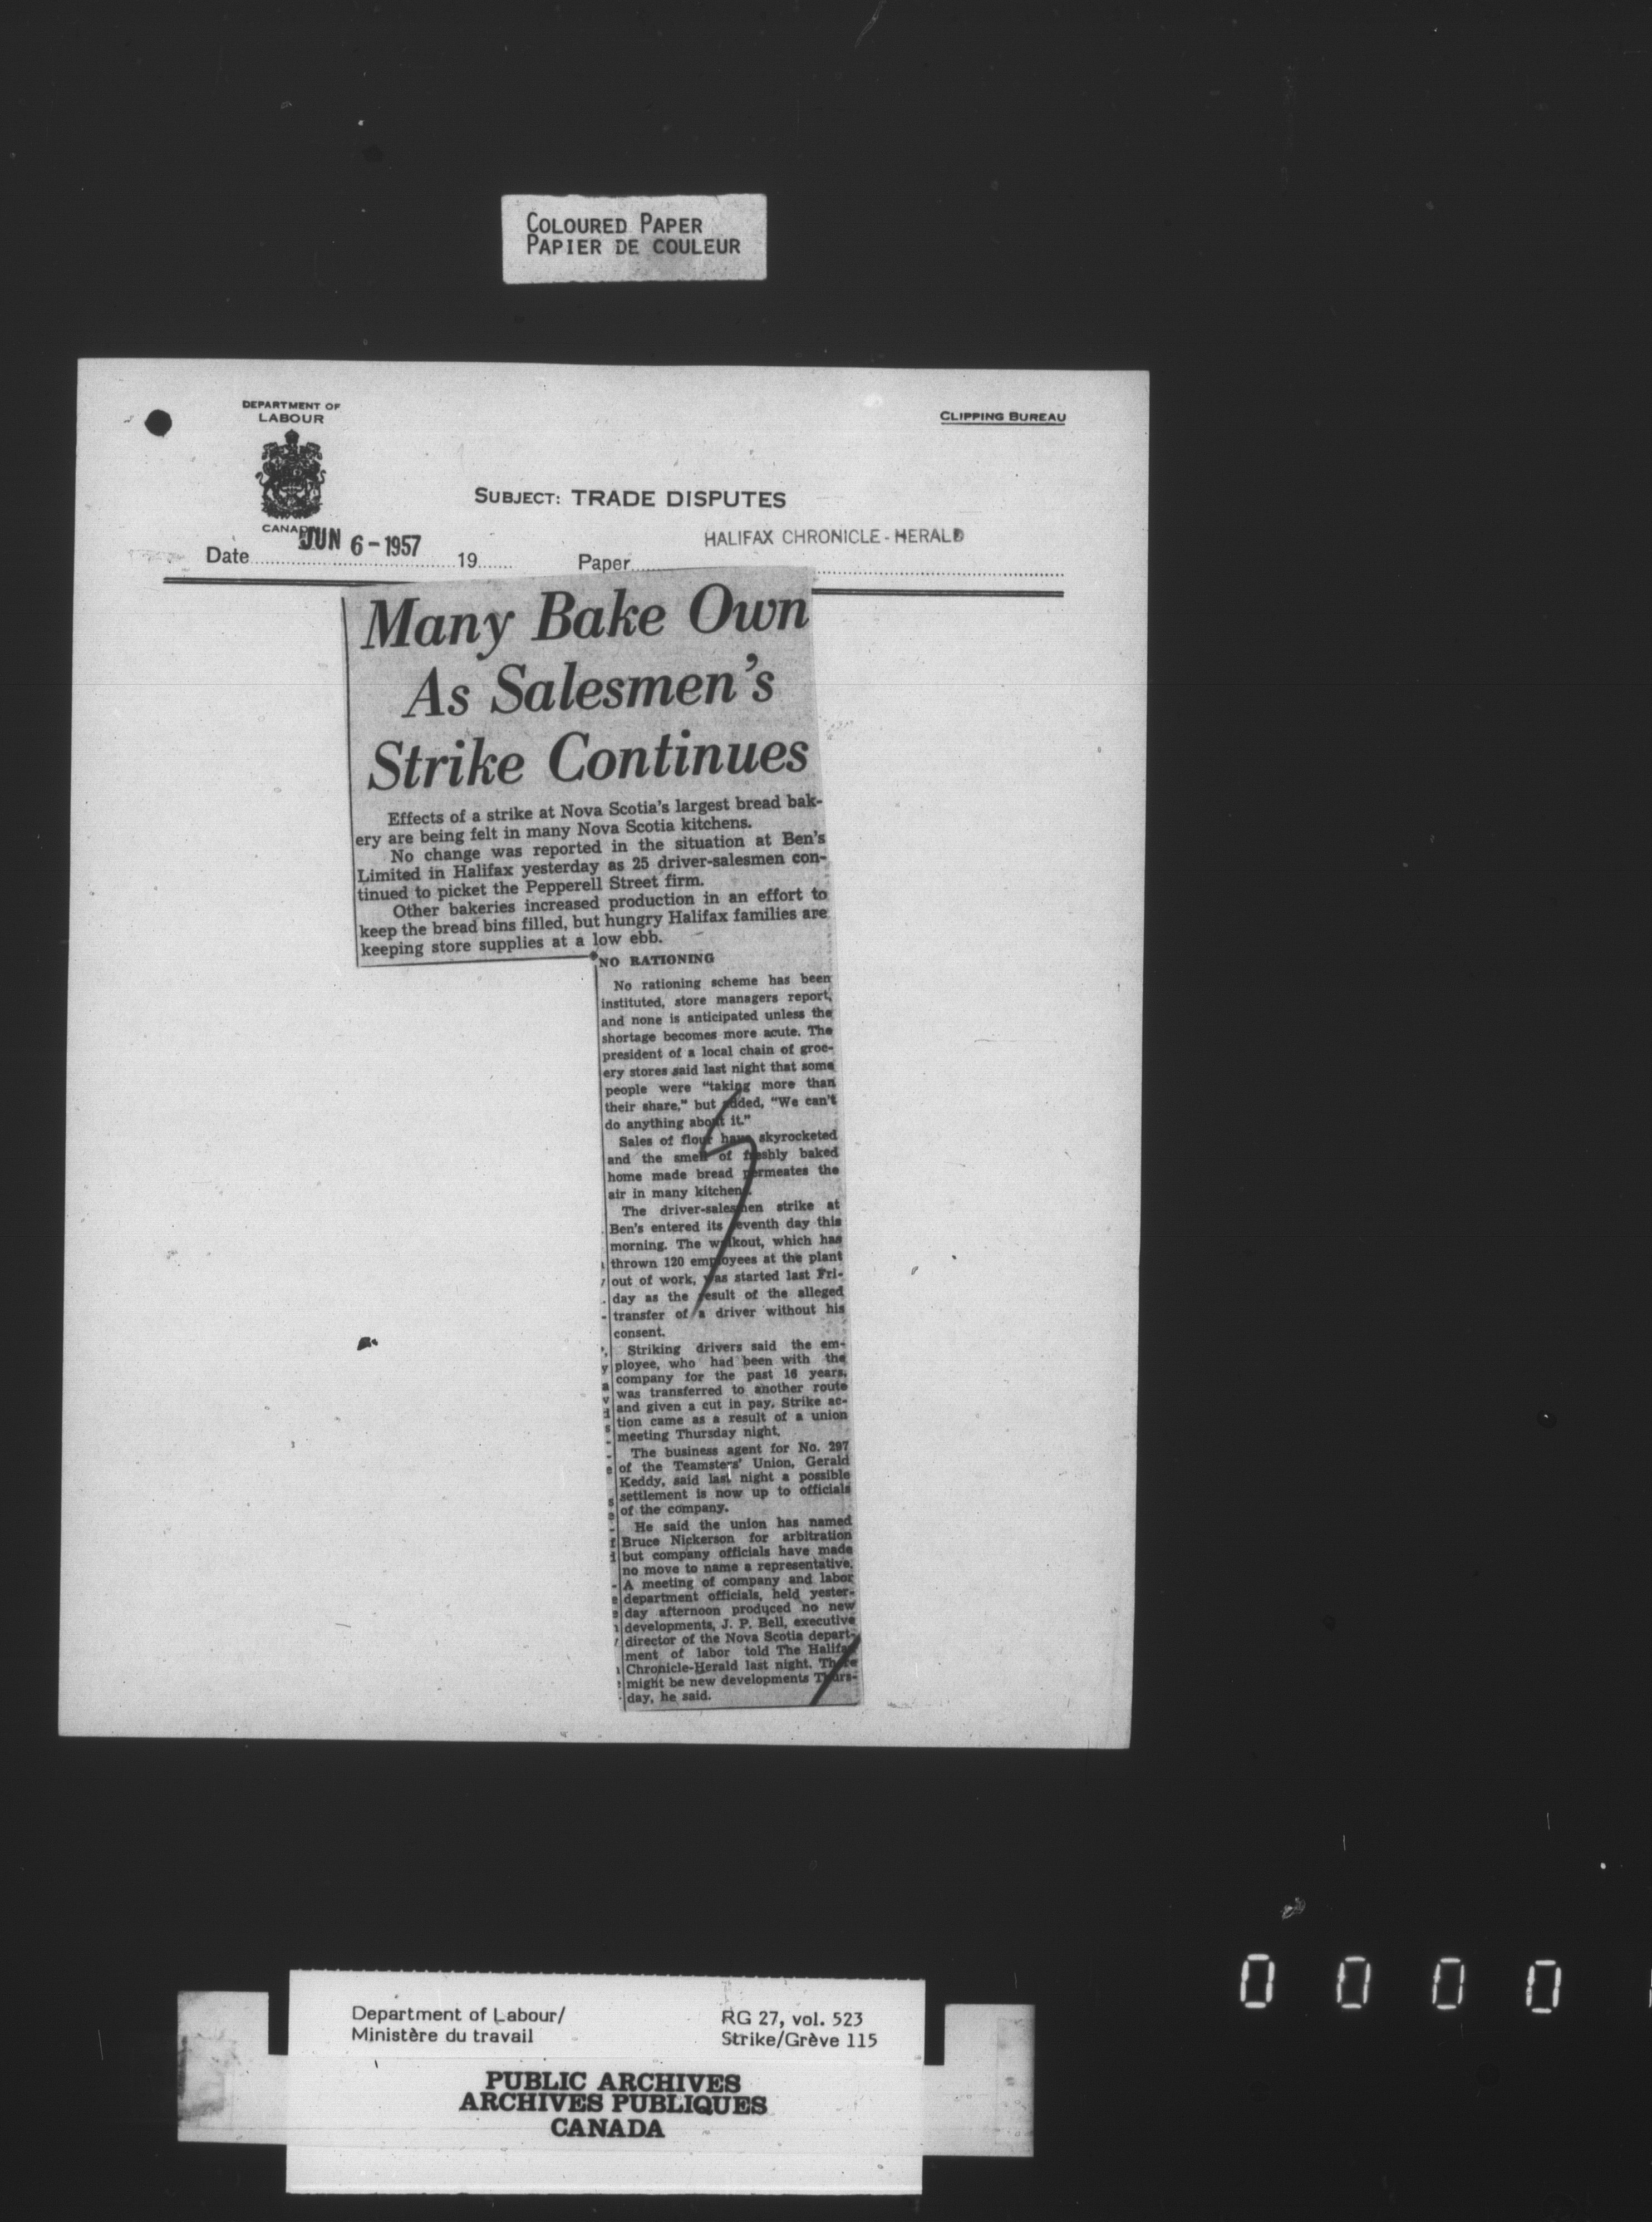 COLOURED PAPER
PAPIER DE COULEUR
DEPARTMENT OF
LABOUR
CANADA
CLIPPING BUREAU
SUBJECT: TRADE DISPUTES
Date JUN 6-1957 19 Paper HALIFAX CHRONICLE-HERALD
Many Bake Own
As Salesmen's
Strike Continues
Effects of a strike at Nova Scotia's largest bread bak-
ery are being felt in many Nova Scotia kitchens.
No change was reported in the situation at Ben's
Limited in Halifax yesterday as 25 driver-salesmen con-
tinued to picket the Pepperell Street firm.
Other bakeries increased production in an effort to
keep the bread bins filled, but hungry Halifax families are
keeping store supplies at a low ebb.
NO RATIONING
No rationing scheme has been
instituted, store managers report,
and none is anticipated unless the
shortage becomes more acute. The
president of a local chain of groc-
ery stores said last night that some
people were "taking more than
their share," but added, "We can't
do anything about it."
Sales of flour have skyrocketed
and the smell of freshly baked
home made bread permeates the
air in many kitchens.
The driver-salesmen strike at
Ben's entered its seventh day this
morning. The walkout, which has
thrown 120 employees at the plant
out of work, was started last Fri-
day as the result of the alleged
transfer of a driver without his
consent.
Striking drivers said the em-
ployee, who had been with the
company for the past 16 years,
was transferred to another route
and given a cut in pay. Strike ac-
tion came as a result of a union
meeting Thursday night.
The business agent for No. 297
of the Teamsters' Union, Gerald
Keddy, said last night a possible
settlement is now up to officials
of the company.
He said the union has named
Bruce Nickerson for arbitration
but company officials have made
no move to name a representative.
A meeting of company and labor
department officials, held yester-
day afternoon produced no new
developments, J. P. Bell, executive
director of the Nova Scotia depart-
ment of labor told The Halifax
Chronicle-Herald last night. There
might be new developments Thurs-
day, he said.
Department of Labour/
Ministère du travail
RG 27, vol. 523
Strike/Grève 115
PUBLIC ARCHIVES
ARCHIVES PUBLIQUES
CANADA
0 0 0 0